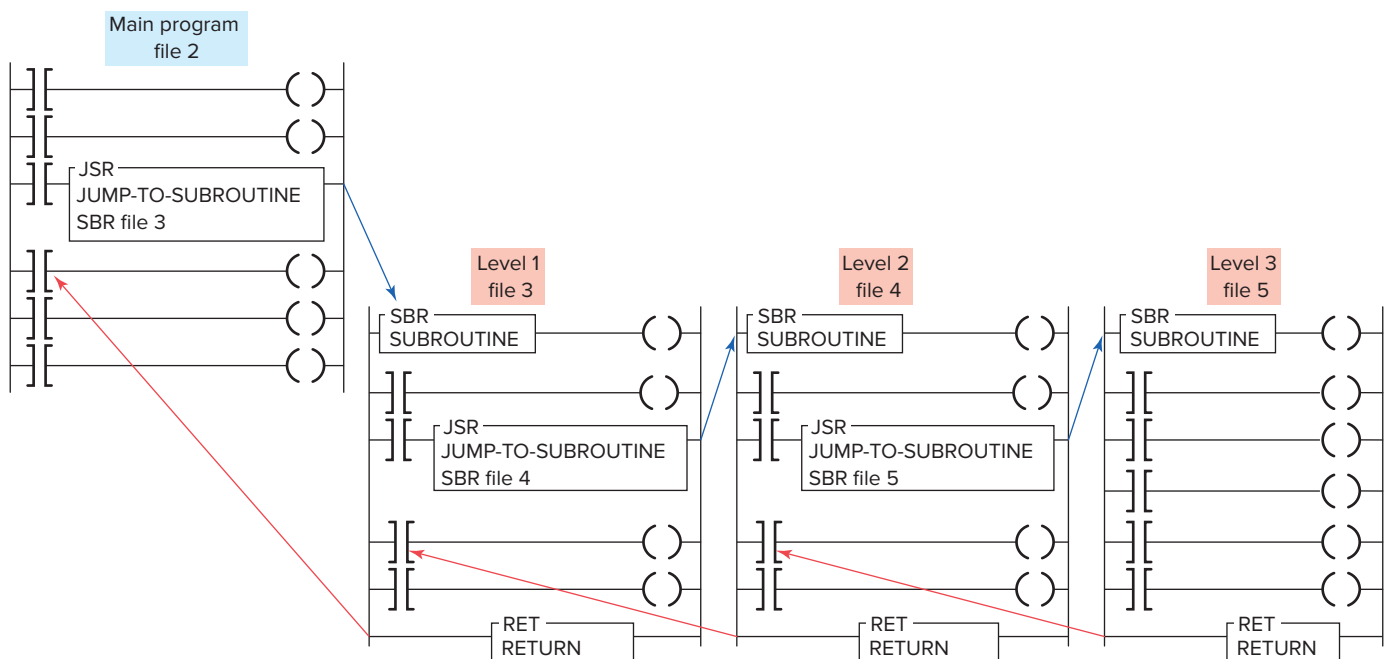 Main program
file 2
JSR
JUMP-TO-SUBROUTINE
SBR file 3
Level 1
file 3
SBR
SUBROUTINE
JSR
JUMP-TO-SUBROUTINE
SBR file 4
RET
RETURN
Level 2
file 4
SBR
SUBROUTINE
JSR
JUMP-TO-SUBROUTINE
SBR file 5
RET
RETURN
Level 3
file 5
SBR
SUBROUTINE
RET
RETURN